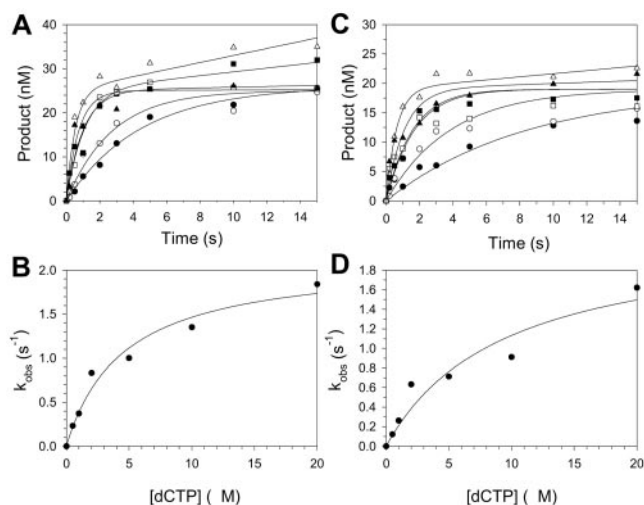 A
C
Product (nM)
50
40
30
20
10
0
0 2 4 6 8 10 12 14
Time (s)
Product (nM)
30
25
20
15
10
5
0
0 2 4 6 8 10 12 14
Time (s)
B
D
kobs (s-1)
2.0
1.5
1.0
0.5
0.0
0 5 10 15 20
[dCTP] ( M)
kobs (s-1)
1.8
1.6
1.4
1.2
1.0
0.8
0.6
0.4
0.2
0.0
0 5 10 15 20
[dCTP] ( M)